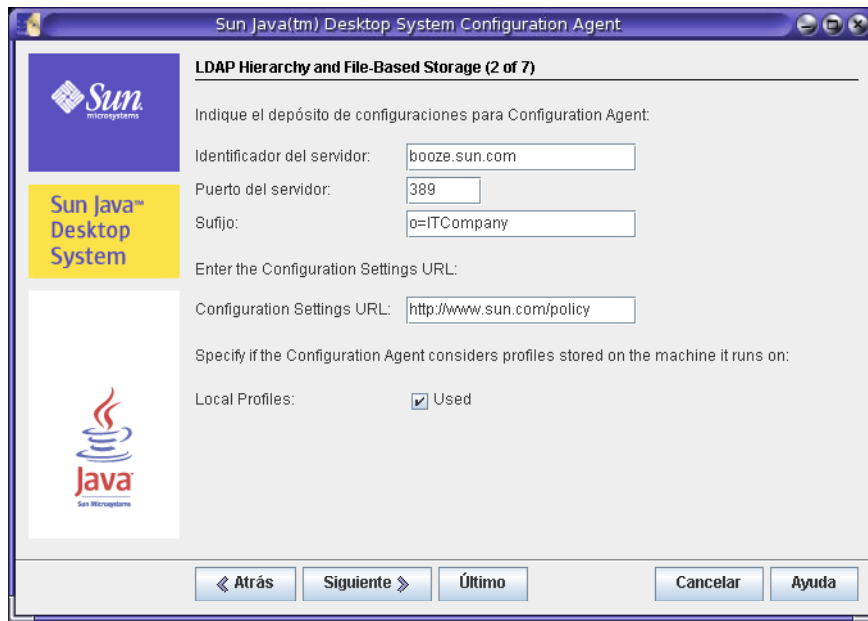 Sun Java(tm) Desktop System Configuration Agent
Sun
microsystems
Sun Java™
Desktop
System
Java
Sun Microsystems
LDAP Hierarchy and File-Based Storage (2 of 7)
Indique el depósito de configuraciones para Configuration Agent:
Identificador del servidor: booze.sun.com
Puerto del servidor: 389
Sufijo: o=ITCompany
Enter the Configuration Settings URL:
Configuration Settings URL: http://www.sun.com/policy
Specify if the Configuration Agent considers profiles stored on the machine it runs on:
Local Profiles: Used
Atrás Siguiente Último Cancelar Ayuda